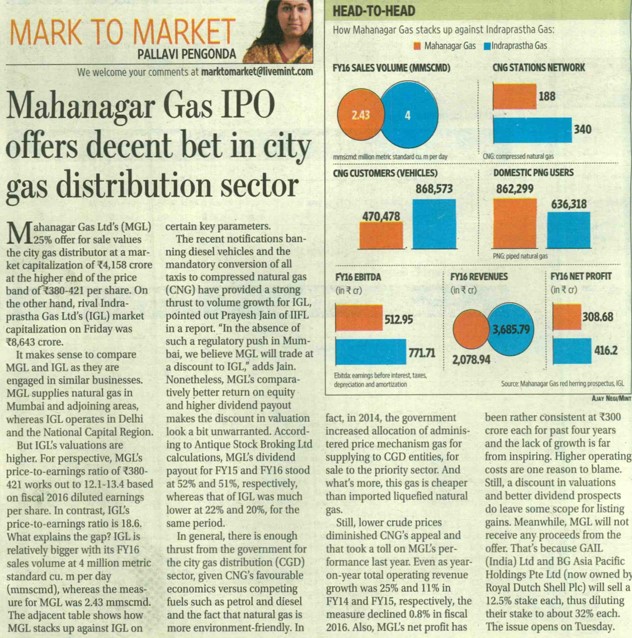 MARK TO MARKET
PALLAVI PENGONDA
We welcome your comments at marktomarket@livemint.com
Mahanagar Gas IPO
offers decent bet in city
gas distribution sector
Mahanagar Gas Ltd's (MGL)
25% offer for sale values
the city gas distributor at a mar-
ket capitalization of ₹4,158 crore
at the higher end of the price
band of ₹380-421 per share. On
the other hand, rival Indra-
prastha Gas Ltd's (IGL) market
capitalization on Friday was
₹8,643 crore.
It makes sense to compare
MGL and IGL as they are
engaged in similar businesses.
MGL supplies natural gas in
Mumbai and adjoining areas,
whereas IGL operates in Delhi
and the National Capital Region.
But IGL's valuations are
higher. For perspective, MGL's
price-to-earnings ratio of ₹380-
421 works out to 12.1-13.4 based
on fiscal 2016 diluted earnings
per share. In contrast, IGL's
price-to-earnings ratio is 18.6.
What explains the gap? IGL is
relatively bigger with its FY16
sales volume at 4 million metric
standard cu. m per day
(mmscmd), whereas the meas-
ure for MGL was 2.43 mmscmd.
The adjacent table shows how
MGL stacks up against IGL on
certain key parameters.
The recent notifications ban-
ning diesel vehicles and the
mandatory conversion of all
taxis to compressed natural gas
(CNG) have provided a strong
thrust to volume growth for IGL,
pointed out Prayesh Jain of IIFL
in a report. "In the absence of
such a regulatory push in Mum-
bai, we believe MGL will trade at
a discount to IGL," adds Jain.
Nonetheless, MGL's compara-
tively better return on equity
and higher dividend payout
makes the discount in valuation
look a bit unwarranted. Accord-
ing to Antique Stock Broking Ltd
calculations, MGL's dividend
payout for FY15 and FY16 stood
at 52% and 51%, respectively,
whereas that of IGL was much
lower at 22% and 20%, for the
same period.
In general, there is enough
thrust from the government for
the city gas distribution (CGD)
sector, given CNG's favourable
economics versus competing
fuels such as petrol and diesel
and the fact that natural gas is
more environment-friendly. In
HEAD-TO-HEAD
How Mahanagar Gas stacks up against Indraprastha Gas:
Mahanagar Gas Indraprastha Gas
FY16 SALES VOLUME (MMSCMD)
2.43 4
mmscmd: million metric standard cu. m per day
CNG STATIONS NETWORK
188
340
CNG: compressed natural gas
CNG CUSTOMERS (VEHICLES)
470,478 868,573
DOMESTIC PNG USERS
862,299 636,318
PNG: piped natural gas
FY16 EBITDA
(in ₹ cr)
512.95
771.71
Ebitda: earnings before interest, taxes,
depreciation and amortization
FY16 REVENUES
(in ₹ cr)
3,685.79
2,078.94
FY16 NET PROFIT
(in ₹ cr)
308.68
416.2
Source: Mahanagar Gas red herring prospectus, IGL
AJAY NEGI/MINT
fact, in 2014, the government
increased allocation of adminis-
tered price mechanism gas for
supplying to CGD entities, for
sale to the priority sector. And
what's more, this gas is cheaper
than imported liquefied natural
gas.
Still, lower crude prices
diminished CNG's appeal and
that took a toll on MGL's per-
formance last year. Even as year-
on-year total operating revenue
growth was 25% and 11% in
FY14 and FY15, respectively, the
measure declined 0.8% in fiscal
2016. Also, MGL's net profit has
been rather consistent at ₹300
crore each for past four years
and the lack of growth is far
from inspiring. Higher operating
costs are one reason to blame.
Still, a discount in valuations
and better dividend prospects
do leave some scope for listing
gains. Meanwhile, MGL will not
receive any proceeds from the
offer. That's because GAIL
(India) Ltd and BG Asia Pacific
Holdings Pte Ltd (now owned by
Royal Dutch Shell Plc) will sell a
12.5% stake each, thus diluting
their stake to about 32% each.
The issue opens on Tuesday.